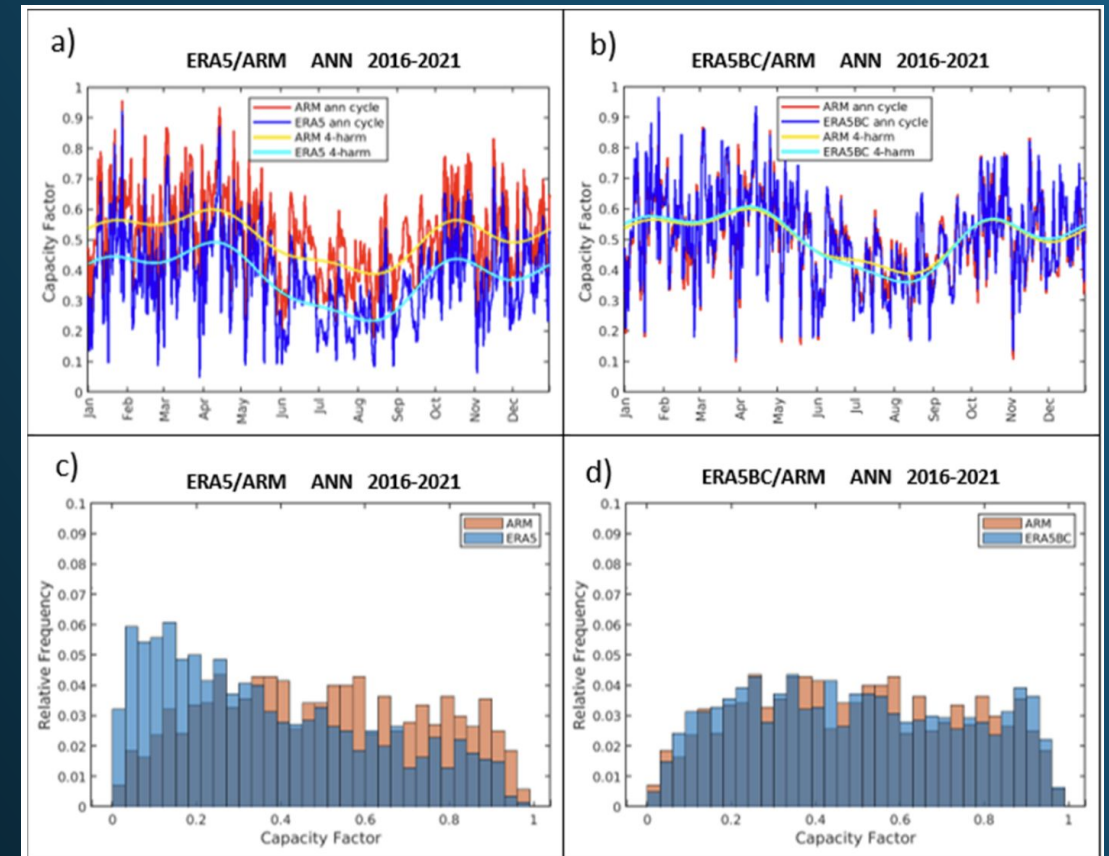 a)
ERA5/ARM ANN 2016-2021
ARM ann cycle
ERA5 ann cycle
ARM 4-harm
ERA5 4-harm
Capacity Factor
1
0.9
0.8
0.7
0.6
0.5
0.4
0.3
0.2
0.1
0
Jan Feb Mar Apr May Jun Jul Aug Sep Oct Nov Dec
b)
ERA5BC/ARM ANN 2016-2021
ARM ann cycle
ERA5BC ann cycle
ARM 4-harm
ERA5BC 4-harm
Capacity Factor
1
0.9
0.8
0.7
0.6
0.5
0.4
0.3
0.2
0.1
0
Jan Feb Mar Apr May Jun Jul Aug Sep Oct Nov Dec
c)
ERA5/ARM ANN 2016-2021
ARM
ERA5
Relative Frequency
0.1
0.09
0.08
0.07
0.06
0.05
0.04
0.03
0.02
0.01
0
0 0.2 0.4 0.6 0.8 1
Capacity Factor
d)
ERA5BC/ARM ANN 2016-2021
ARM
ERA5BC
Relative Frequency
0.1
0.09
0.08
0.07
0.06
0.05
0.04
0.03
0.02
0.01
0
0 0.2 0.4 0.6 0.8 1
Capacity Factor